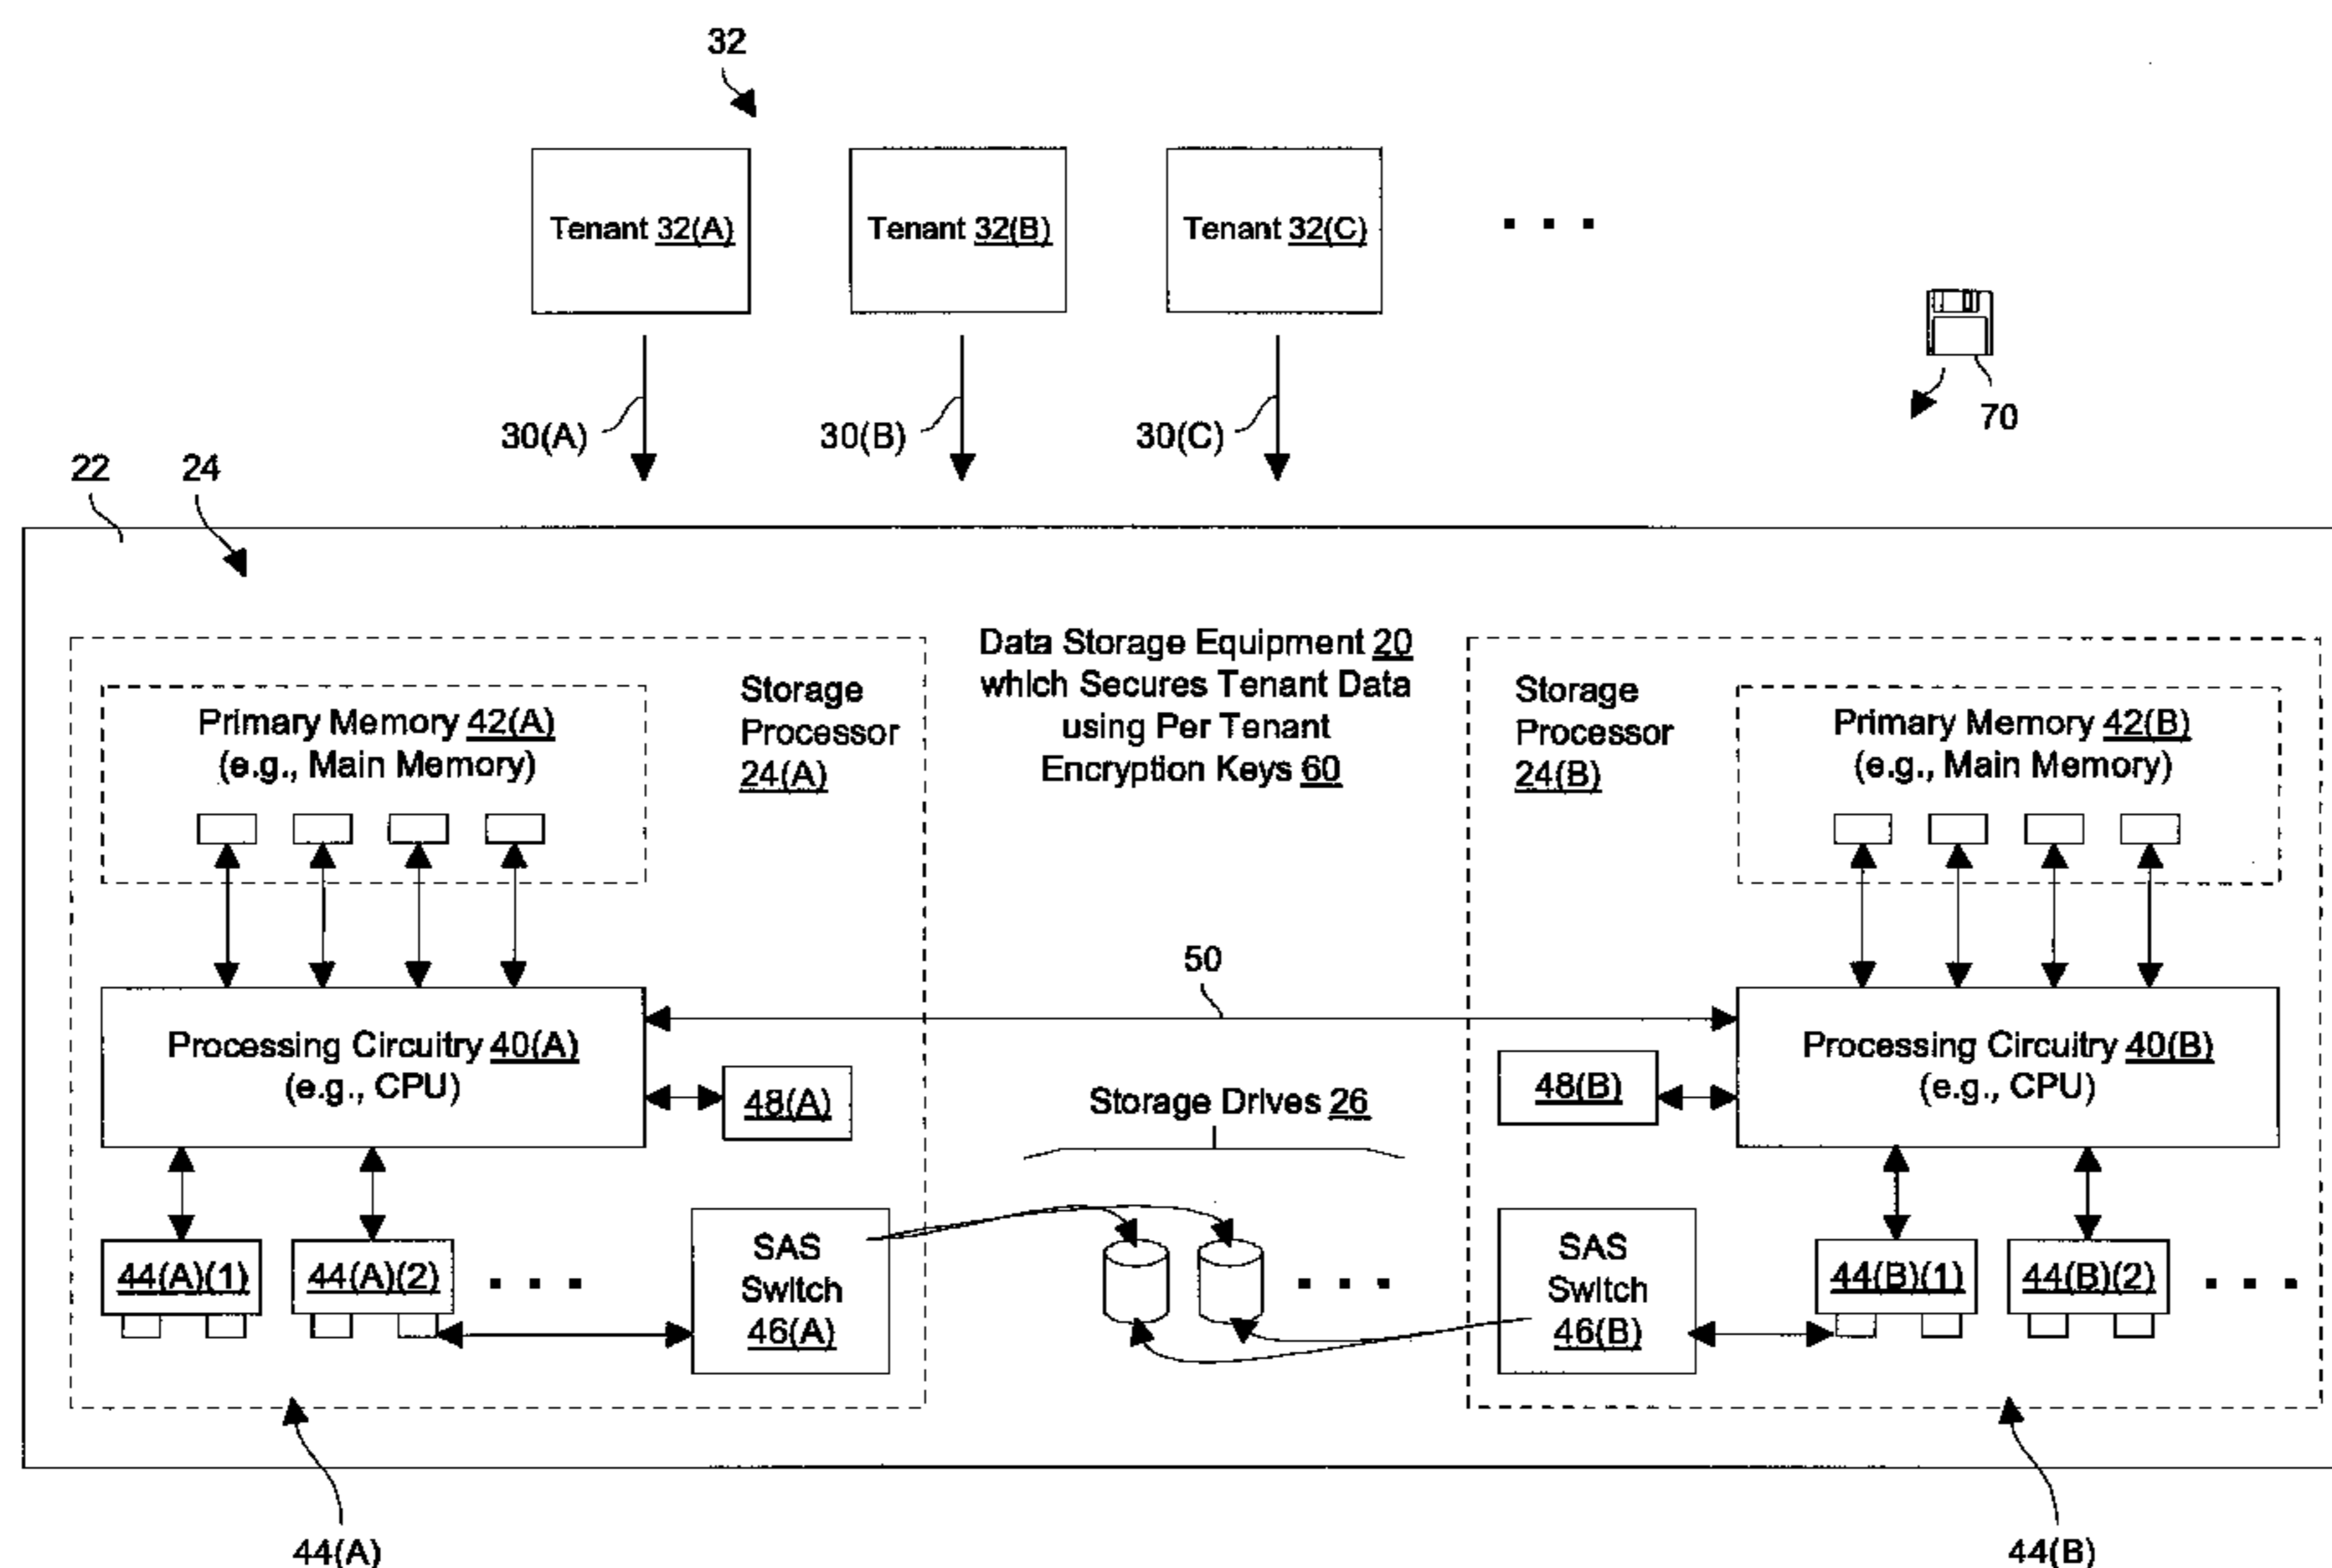 32
Tenant 32(A)
Tenant 32(B)
Tenant 32(C)
. . .
70
30(A)
30(B)
30(C)
22
24
Data Storage Equipment 20
which Secures Tenant Data
using Per Tenant
Encryption Keys 60
Storage
Processor
24(A)
Primary Memory 42(A)
(e.g., Main Memory)
Storage
Processor
24(B)
Primary Memory 42(B)
(e.g., Main Memory)
50
Processing Circuitry 40(A)
(e.g., CPU)
48(A)
Storage Drives 26
48(B)
Processing Circuitry 40(B)
(e.g., CPU)
44(A)(1)
44(A)(2)
. . .
SAS
Switch
46(A)
. . .
SAS
Switch
46(B)
44(B)(1)
44(B)(2)
. . .
44(A)
44(B)